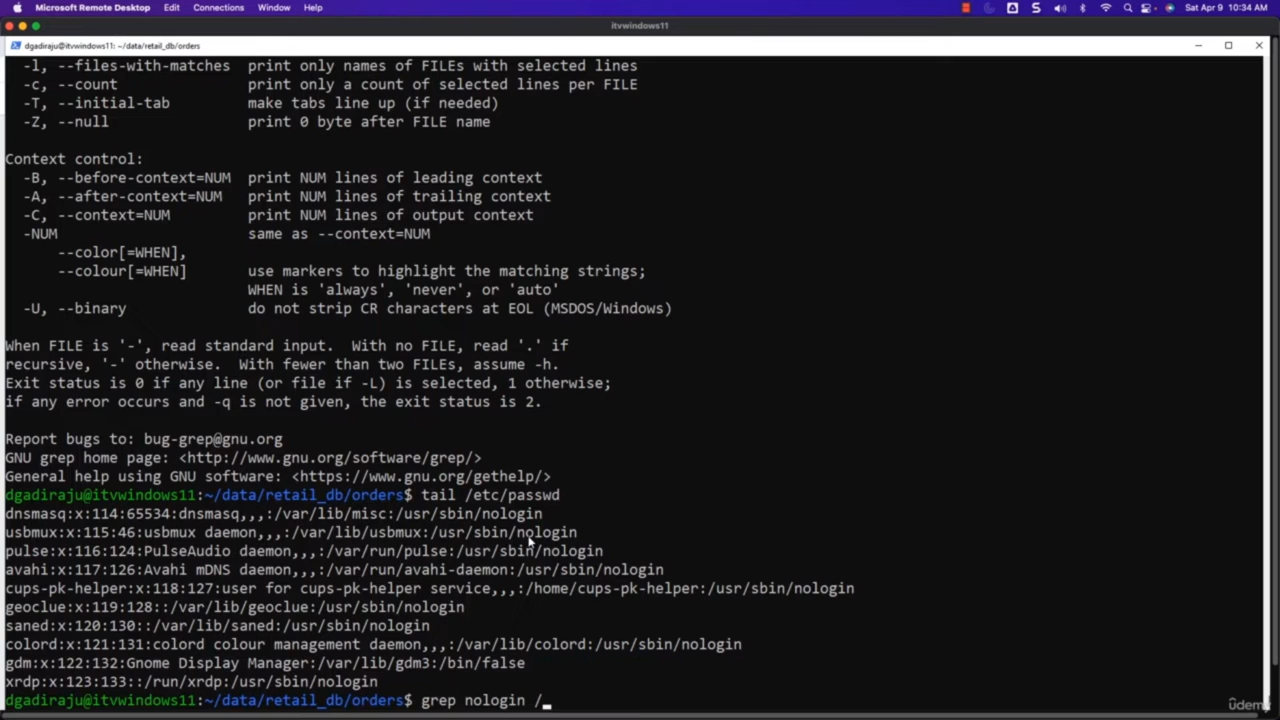 Microsoft Remote Desktop Edit Connections Window Help Sat Apr 9 10:34 AM
itvwindows11
dgadiraju@itvwindows11: ~/data/retail_db/orders
-l, --files-with-matches print only names of FILEs with selected lines
-c, --count print only a count of selected lines per FILE
-T, --initial-tab make tabs line up (if needed)
-Z, --null print 0 byte after FILE name
Context control:
-B, --before-context=NUM print NUM lines of leading context
-A, --after-context=NUM print NUM lines of trailing context
-C, --context=NUM print NUM lines of output context
-NUM same as --context=NUM
--color[=WHEN],
--colour[=WHEN] use markers to highlight the matching strings;
WHEN is 'always', 'never', or 'auto'
-U, --binary do not strip CR characters at EOL (MSDOS/Windows)
When FILE is '-', read standard input. With no FILE, read '.' if
recursive, '-' otherwise. With fewer than two FILEs, assume -h.
Exit status is 0 if any line (or file if -L) is selected, 1 otherwise;
if any error occurs and -q is not given, the exit status is 2.
Report bugs to: bug-grep@gnu.org
GNU grep home page: <http://www.gnu.org/software/grep/>
General help using GNU software: <https://www.gnu.org/gethelp/>
dgadiraju@itvwindows11:~/data/retail_db/orders$ tail /etc/passwd
dnsmasq:x:114:65534:dnsmasq,,,:/var/lib/misc:/usr/sbin/nologin
usbmux:x:115:46:usbmux daemon,,,:/var/lib/usbmux:/usr/sbin/nologin
pulse:x:116:124:PulseAudio daemon,,,:/var/run/pulse:/usr/sbin/nologin
avahi:x:117:126:Avahi mDNS daemon,,,:/var/run/avahi-daemon:/usr/sbin/nologin
cups-pk-helper:x:118:127:user for cups-pk-helper service,,,:/home/cups-pk-helper:/usr/sbin/nologin
geoclue:x:119:128::/var/lib/geoclue:/usr/sbin/nologin
saned:x:120:130::/var/lib/saned:/usr/sbin/nologin
colord:x:121:131:colord colour management daemon,,,:/var/lib/colord:/usr/sbin/nologin
gdm:x:122:132:Gnome Display Manager:/var/lib/gdm3:/bin/false
xrdp:x:123:133::/run/xrdp:/usr/sbin/nologin
dgadiraju@itvwindows11:~/data/retail_db/orders$ grep nologin /
ûdemy